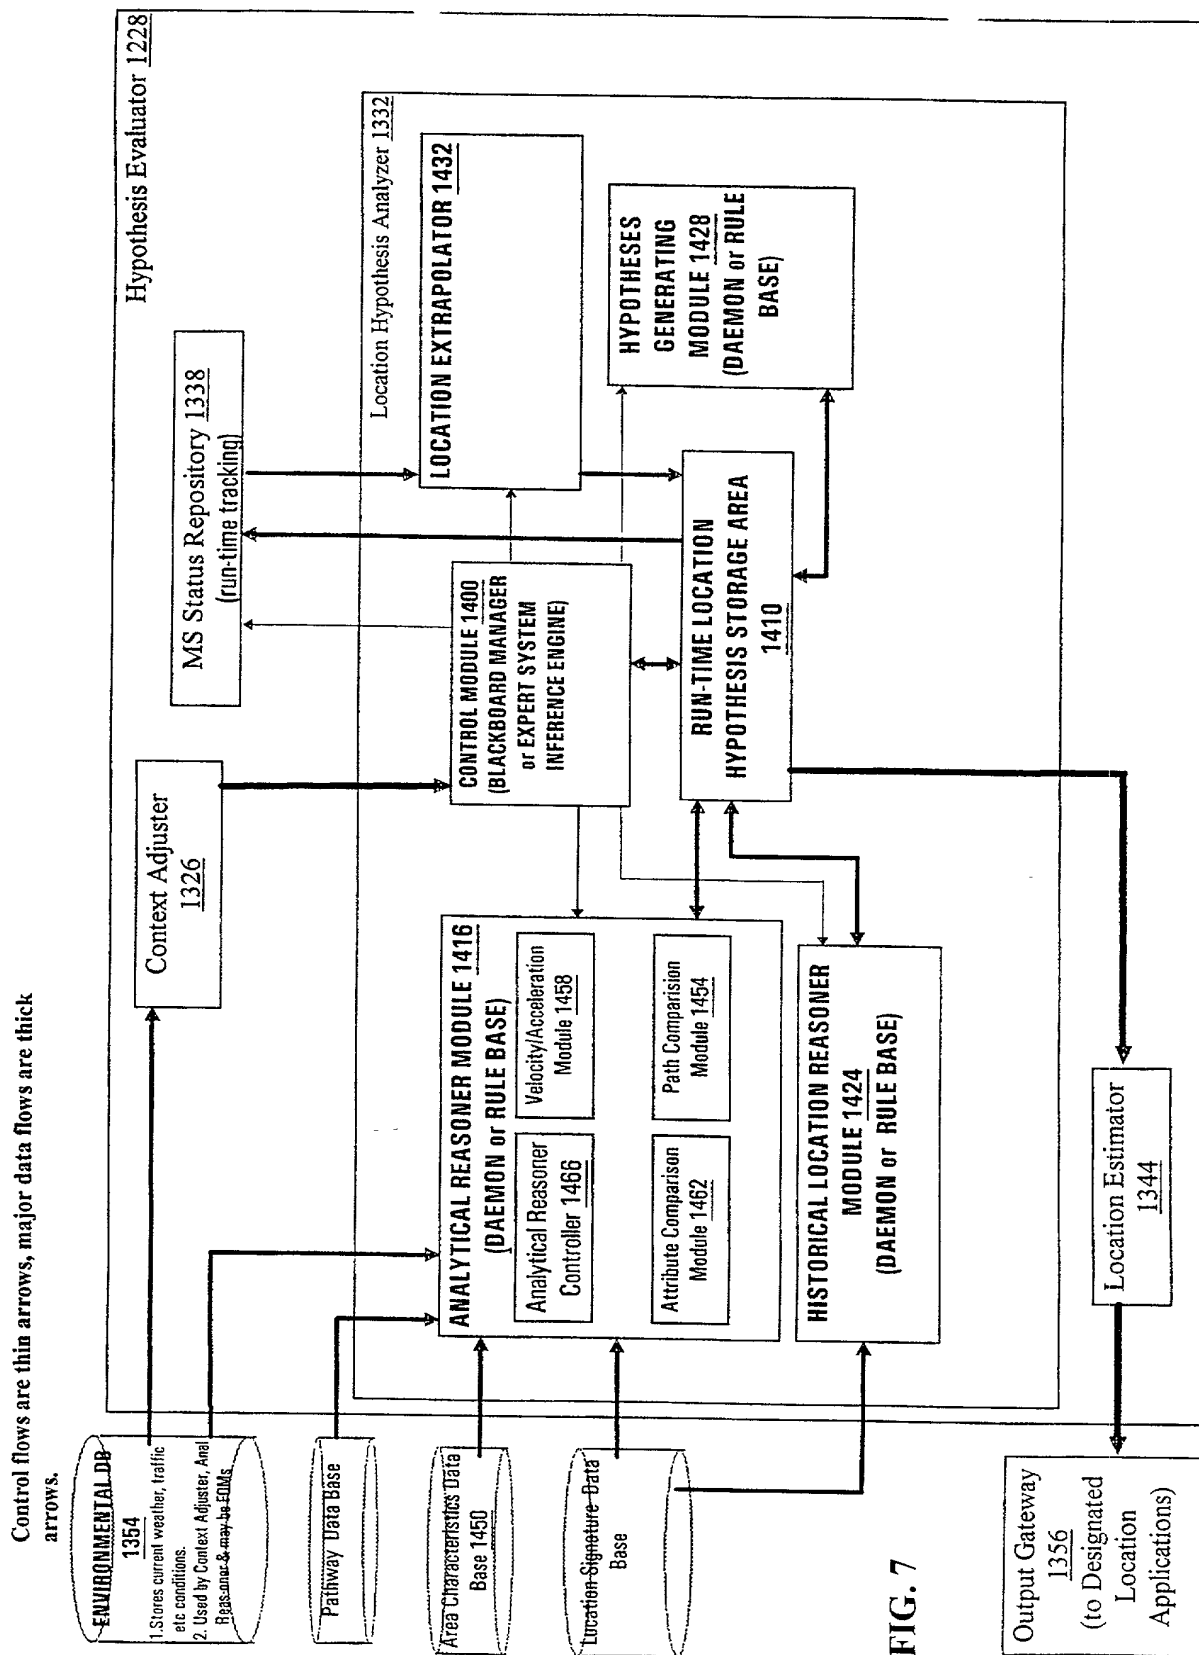 Control flows are thin arrows, major data flows are thick
arrows.
ENVIRONMENTAL DB
1354
1.Stores current weather, traffic
etc conditions.
2. Used by Context Adjuster, Anal
Reasoner & may be FOMs
Pathway Data Base
Area Characteristics Data
Base 1450
Location Signature Data
Base
FIG. 7
Output Gateway
1356
(to Designated
Location
Applications)
Hypothesis Evaluator 1228
Context Adjuster
1326
MS Status Repository 1338
(run-time tracking)
Location Hypothesis Analyzer 1332
ANALYTICAL REASONER MODULE 1416
(DAEMON or RULE BASE)
Analytical Reasoner
Controller 1466
Velocity/Acceleration
Module 1458
Attribute Comparison
Module 1462
Path Comparision
Module 1454
CONTROL MODULE 1400
(BLACKBOARD MANAGER
or EXPERT SYSTEM
INFERENCE ENGINE)
LOCATION EXTRAPOLATOR 1432
HYPOTHESES
GENERATING
MODULE 1428
(DAEMON or RULE
BASE)
RUN-TIME LOCATION
HYPOTHESIS STORAGE AREA
1410
HISTORICAL LOCATION REASONER
MODULE 1424
(DAEMON or RULE BASE)
Location Estimator
1344